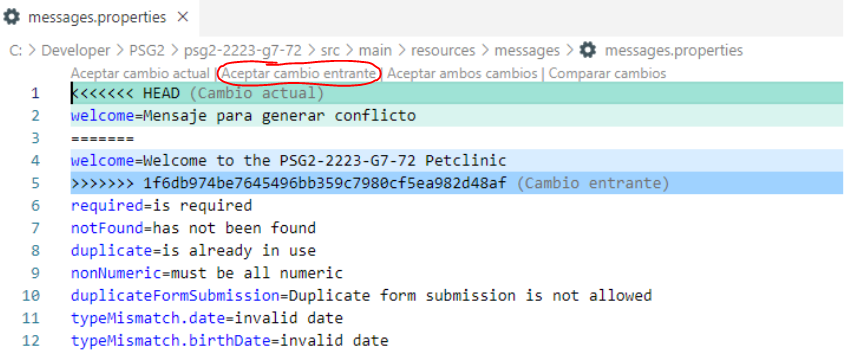 messages.properties ×
C: > Developer > PSG2 > psg2-2223-g7-72 > src > main > resources > messages > messages.properties
Aceptar cambio actual | Aceptar cambio entrante | Aceptar ambos cambios | Comparar cambios
1 <<<<<<< HEAD (Cambio actual)
2 welcome=Mensaje para generar conflicto
3 =======
4 welcome=Welcome to the PSG2-2223-G7-72 Petclinic
5 >>>>>>> 1f6db974be7645496bb359c7980cf5ea982d48af (Cambio entrante)
6 required=is required
7 notFound=has not been found
8 duplicate=is already in use
9 nonNumeric=must be all numeric
10 duplicateFormSubmission=Duplicate form submission is not allowed
11 typeMismatch.date=invalid date
12 typeMismatch.birthDate=invalid date